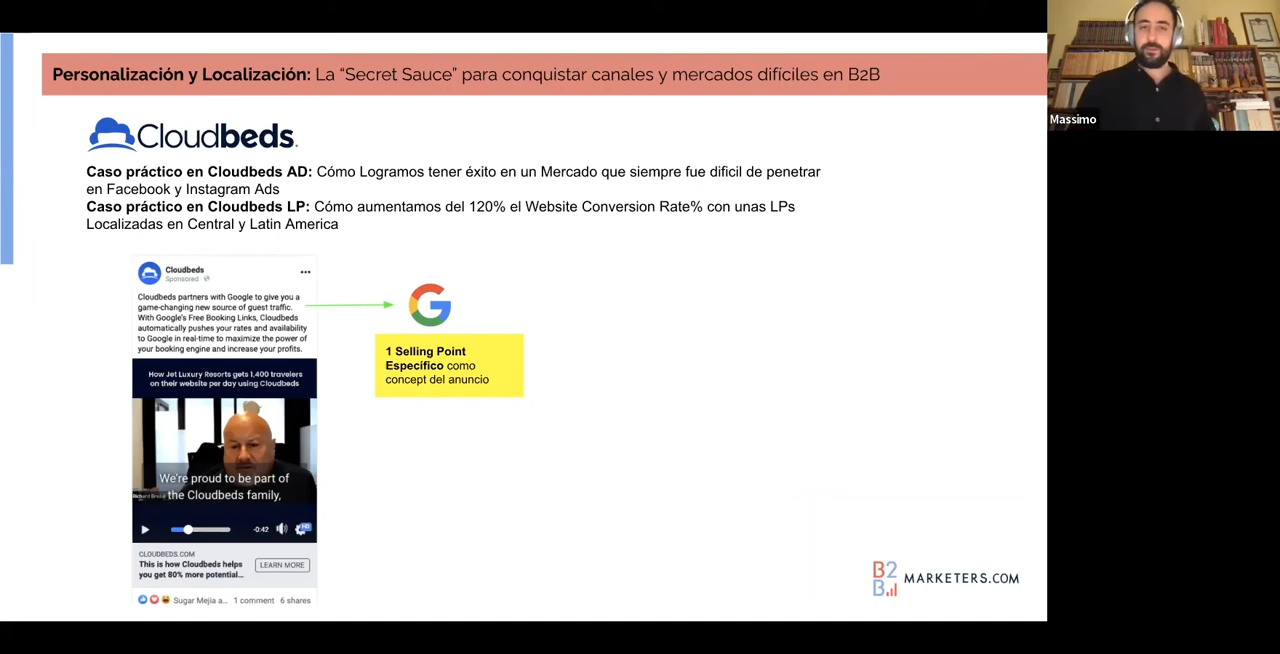 Personalización y Localización: La “Secret Sauce” para conquistar canales y mercados difíciles en B2B
Massimo
Cloudbeds.
Caso práctico en Cloudbeds AD: Cómo Logramos tener éxito en un Mercado que siempre fue dificil de penetrar
en Facebook y Instagram Ads
Caso práctico en Cloudbeds LP: Cómo aumentamos del 120% el Website Conversion Rate% con unas LPs
Localizadas en Central y Latin America
Cloudbeds
Sponsored
Cloudbeds partners with Google to give you a
game-changing new source of guest traffic.
With Google's Free Booking Links, Cloudbeds
automatically pushes your rates and availability
to Google in real-time to maximize the power of
your booking engine and increase your profits.
G
1 Selling Point
Específico como
concept del anuncio
How Jet Luxury Resorts gets 1,400 travelers
on their website per day using Cloudbeds
We're proud to be part of
the Cloudbeds family,
Richard
-0:42
HD
CLOUDBEDS.COM
This is how Cloudbeds helps
you get 80% more potential...
LEARN MORE
Sugar Mejia a... 1 comment 6 shares
B2B MARKETERS.COM